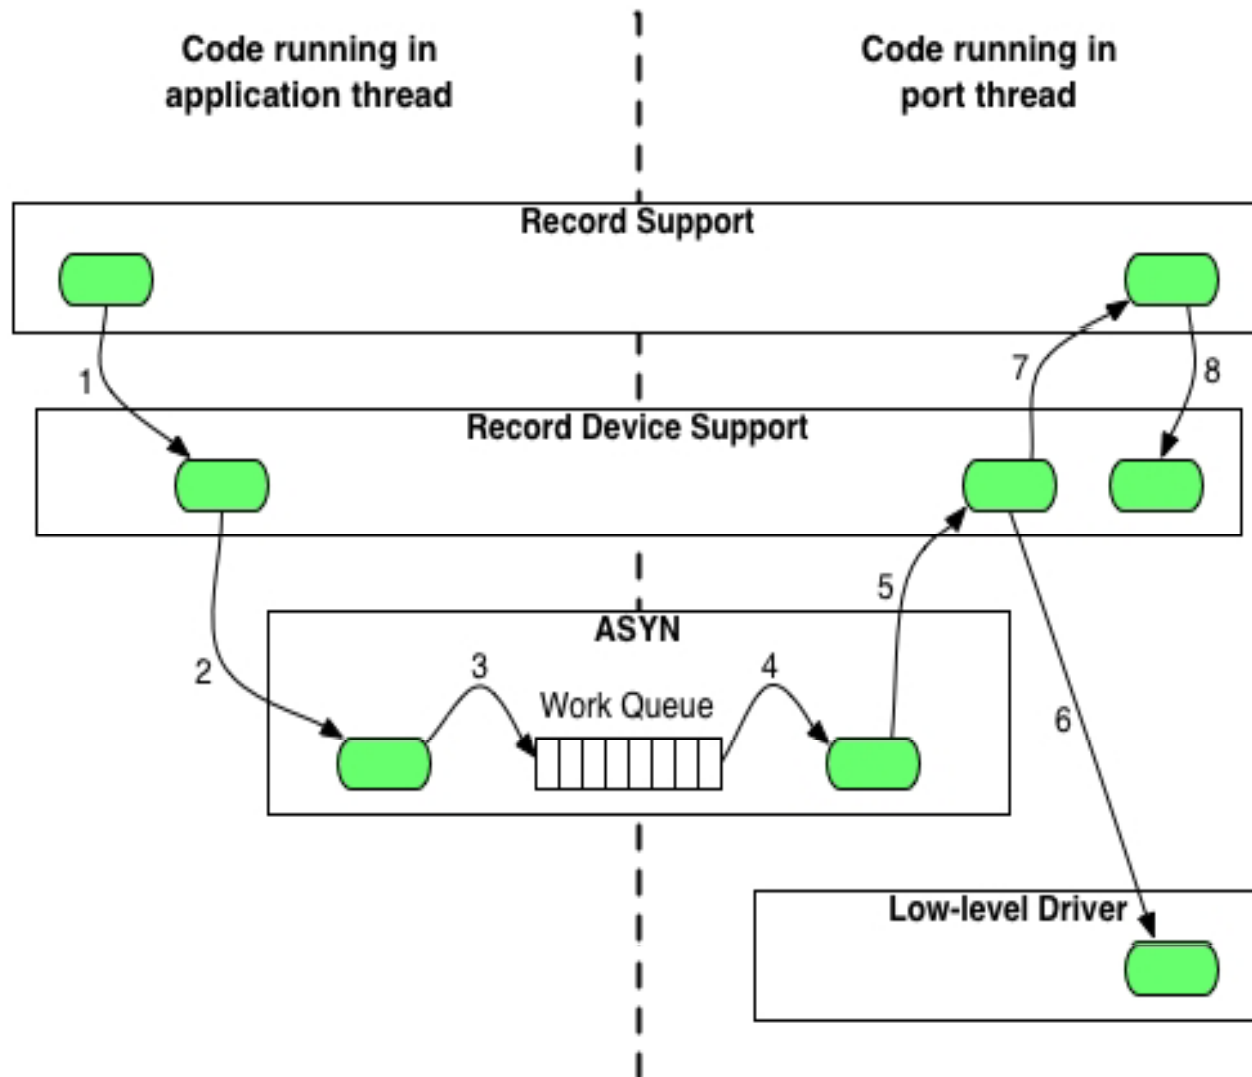 Code running in
application thread
Code running in
port thread
Record Support
1
7
8
Record Device Support
2
5
ASYN
3
4
Work Queue
6
Low-level Driver